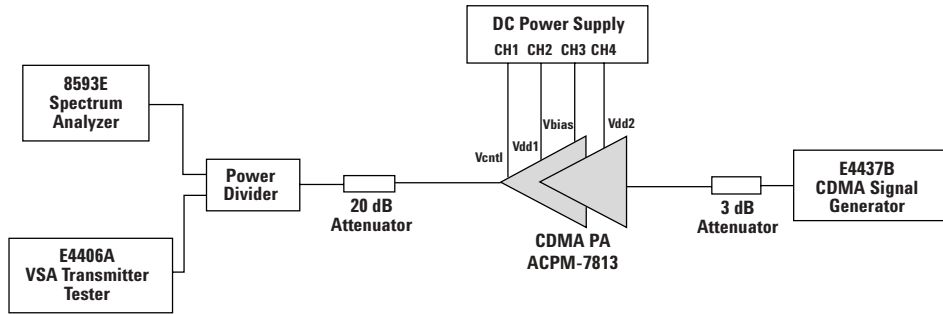 DC Power Supply
CH1 CH2 CH3 CH4
8593E
Spectrum
Analyzer
Vcntl
Vdd1
Vbias
Vdd2
Power
Divider
20 dB
Attenuator
CDMA PA
ACPM-7813
3 dB
Attenuator
E4437B
CDMA Signal
Generator
E4406A
VSA Transmitter
Tester